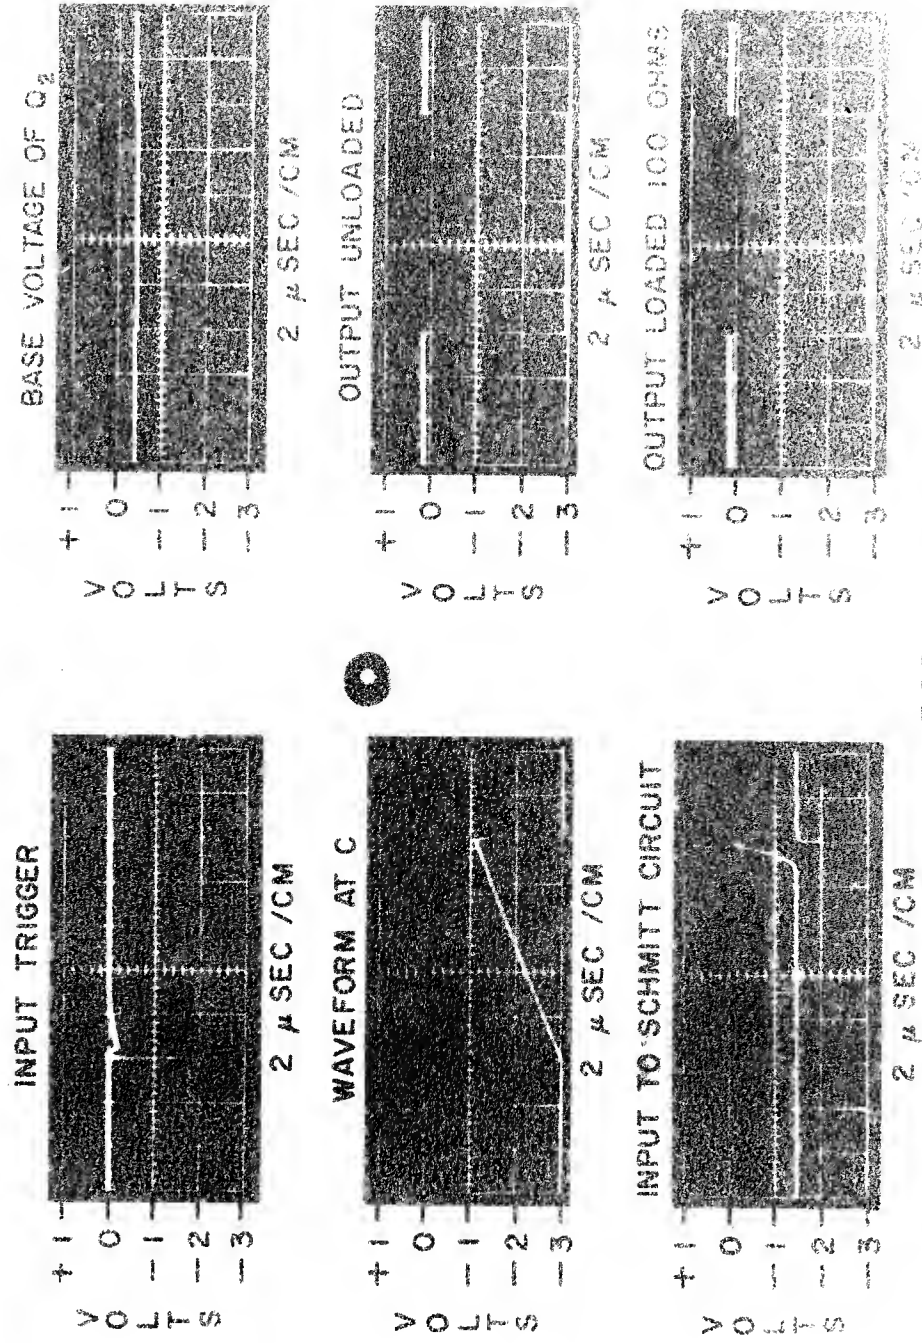 INPUT TRIGGER
+1
0
-1
-2
-3
VOLTS
2 μ SEC /CM
WAVEFORM AT C
+1
0
-1
-2
-3
VOLTS
2 μ SEC /CM
INPUT TO SCHMITT CIRCUIT
+1
0
-1
-2
-3
VOLTS
2 μ SEC /CM
BASE VOLTAGE OF Q2
+1
0
-1
-2
-3
VOLTS
2 μ SEC /CM
OUTPUT UNLOADED
+1
0
-1
-2
-3
VOLTS
2 μ SEC /CM
OUTPUT LOADED 100 OHMS
+1
0
-1
-2
-3
VOLTS
2 μ SEC /CM